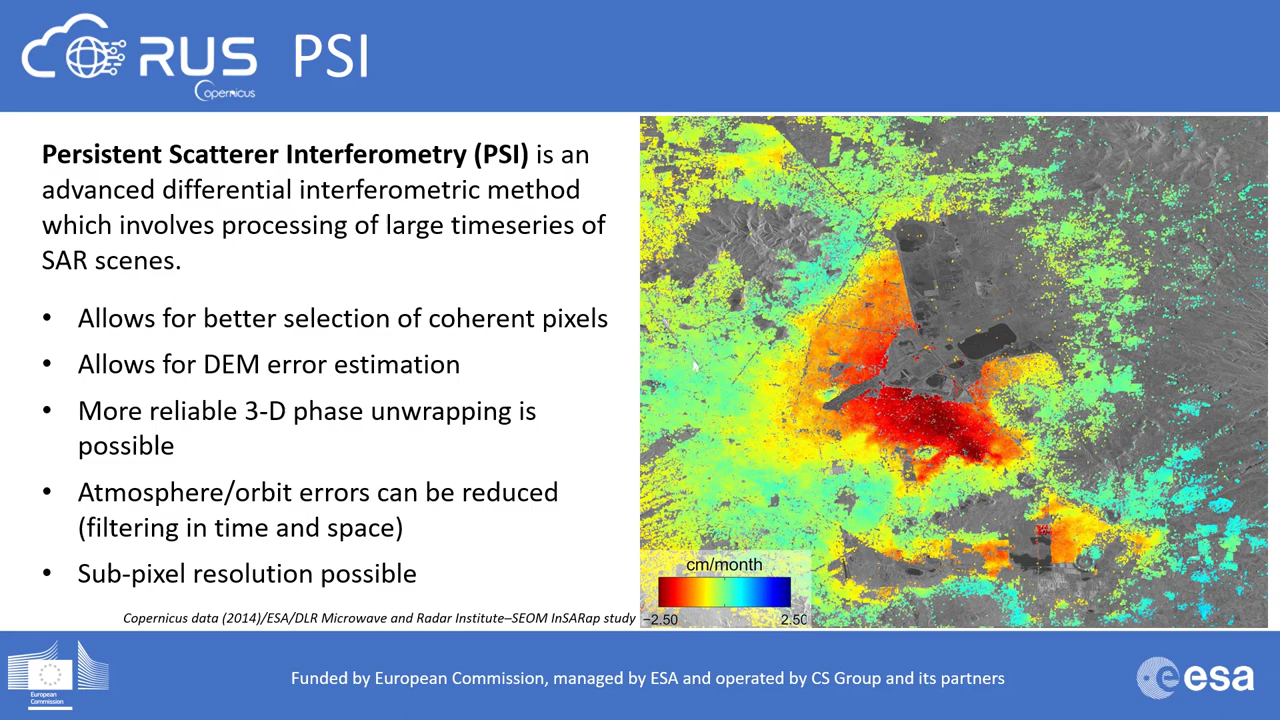 RUS PSI
Copernicus
Persistent Scatterer Interferometry (PSI) is an
advanced differential interferometric method
which involves processing of large timeseries of
SAR scenes.
• Allows for better selection of coherent pixels
• Allows for DEM error estimation
• More reliable 3-D phase unwrapping is
possible
• Atmosphere/orbit errors can be reduced
(filtering in time and space)
• Sub-pixel resolution possible
Copernicus data (2014)/ESA/DLR Microwave and Radar Institute–SEOM InSARap study
cm/month
−2.50 2.50
European
Commission
Funded by European Commission, managed by ESA and operated by CS Group and its partners
esa